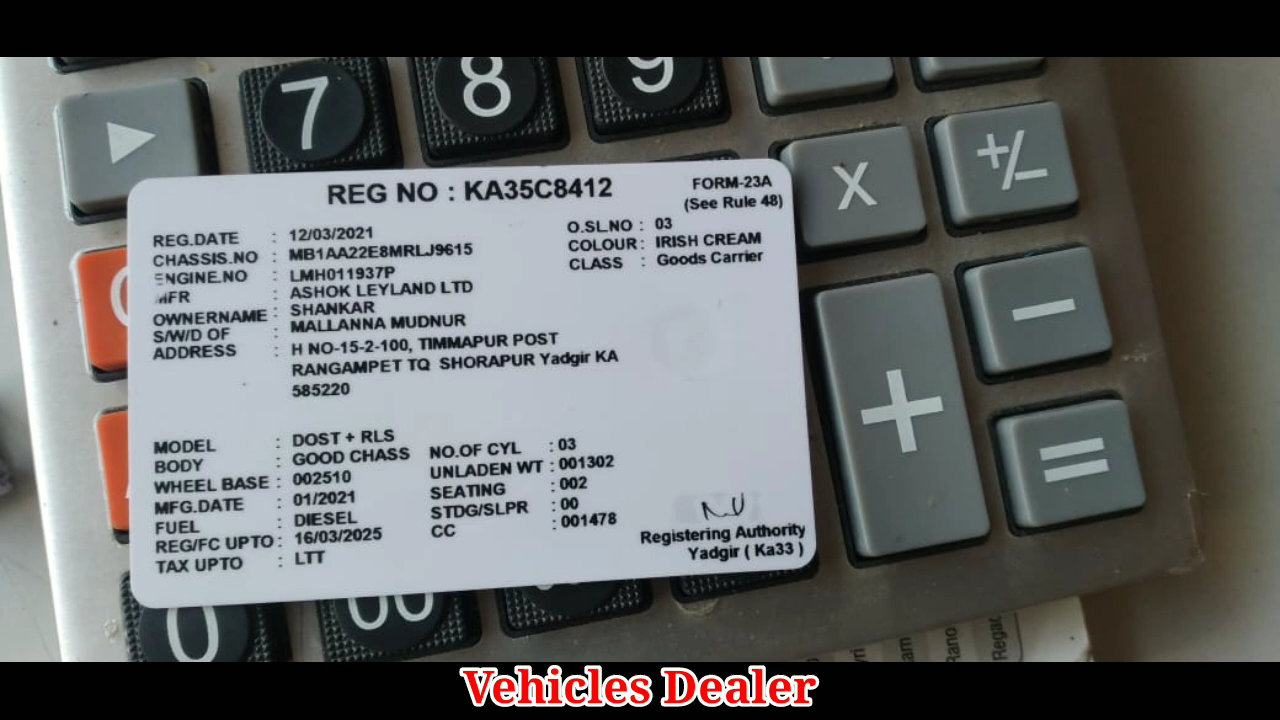 7 8 9
X +/-
REG NO : KA35C8412
FORM-23A
(See Rule 48)
REG.DATE : 12/03/2021
O.SL.NO : 03
CHASSIS.NO : MB1AA22E8MRLJ9615
COLOUR : IRISH CREAM
ENGINE.NO : LMH011937P
CLASS : Goods Carrier
MFR : ASHOK LEYLAND LTD
OWNERNAME : SHANKAR
S/W/D OF : MALLANNA MUDNUR
ADDRESS : H NO-15-2-100, TIMMAPUR POST
RANGAMPET TQ SHORAPUR Yadgir KA
585220
−
+
=
MODEL : DOST + RLS
NO.OF CYL : 03
BODY : GOOD CHASS
UNLADEN WT : 001302
WHEEL BASE : 002510
SEATING : 002
MFG.DATE : 01/2021
STDG/SLPR : 00
FUEL : DIESEL
CC : 001478
REG/FC UPTO : 16/03/2025
TAX UPTO : LTT
Registering Authority
Yadgir ( Ka33 )
0 00
Vehicles Dealer